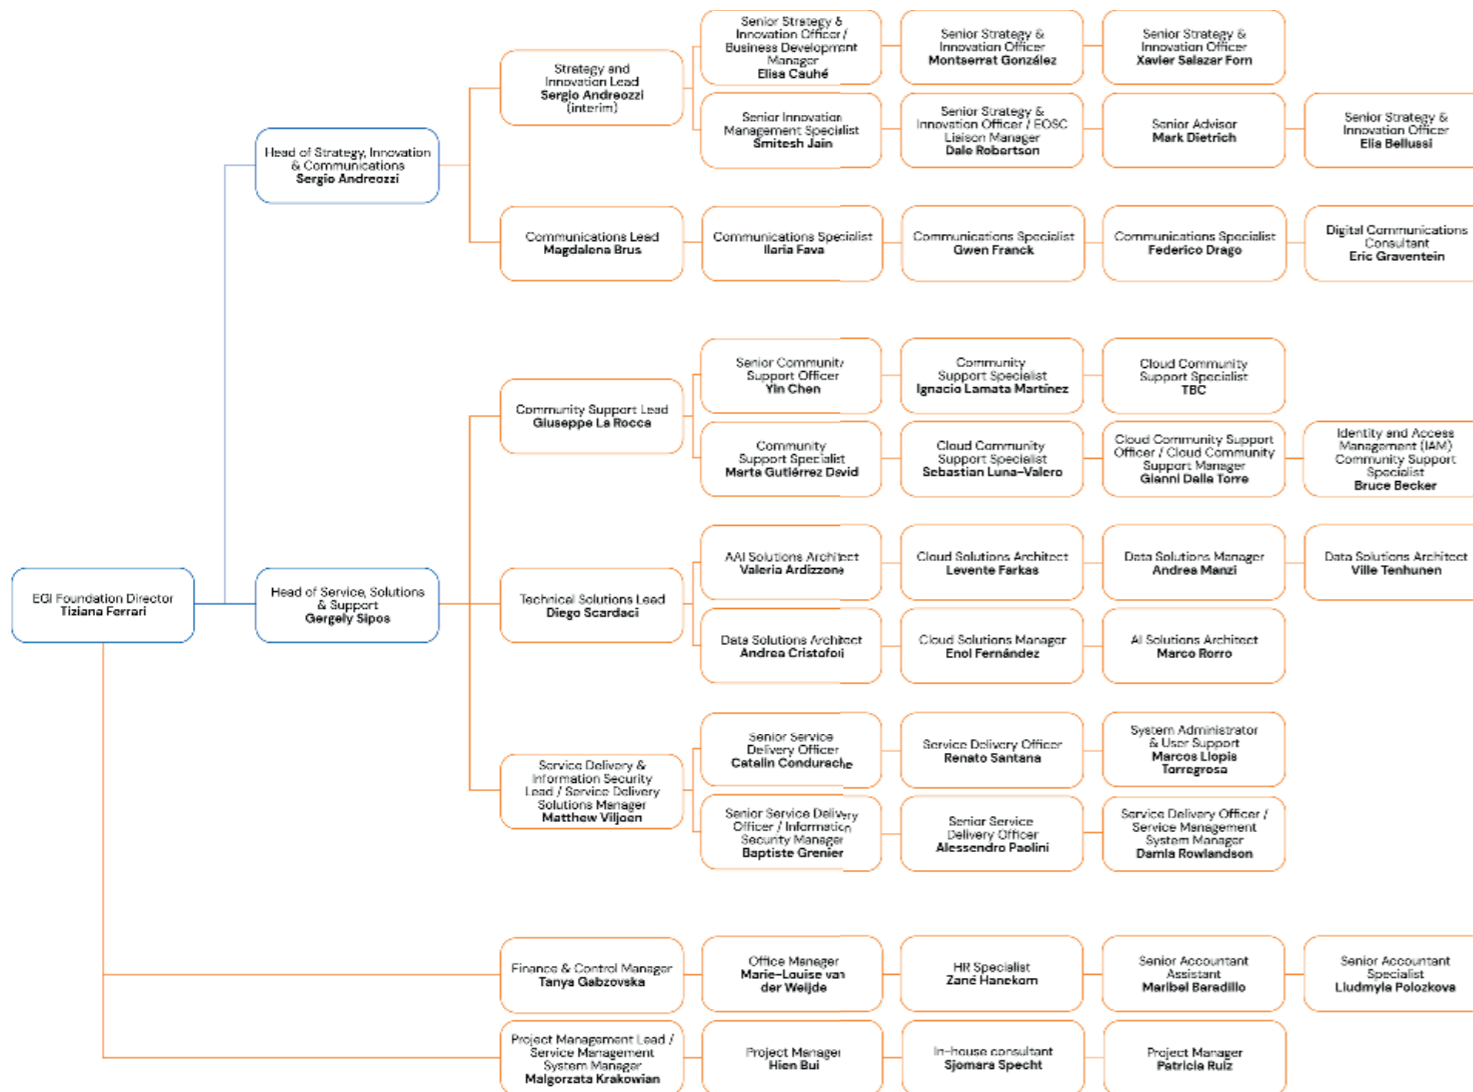 Senior Strategy &
Innovation Officer /
Business Development
Manager
Elisa Cauhé
Senior Strategy &
Innovation Officer
Montserrat González
Senior Strategy &
Innovation Officer
Xavier Salazar Forn
Strategy and
Innovation Lead
Sergio Andreozzi
(interim)
Senior Innovation
Management Specialist
Smitesh Jain
Senior Strategy &
Innovation Officer / EOSC
Liaison Manager
Dale Robertson
Senior Advisor
Mark Dietrich
Senior Strategy &
Innovation Officer
Elia Bellussi
Head of Strategy, Innovation
& Communications
Sergio Andreozzi
Communications Lead
Magdalena Brus
Communications Specialist
Ilaria Fava
Communications Specialist
Gwen Franck
Communications Specialist
Federico Drago
Digital Communications
Consultant
Eric Graventein
Senior Community
Support Officer
Yin Chen
Community
Support Specialist
Ignacio Lamata Martínez
Cloud Community
Support Specialist
TBC
Community Support Lead
Giuseppe La Rocca
Community
Support Specialist
Marta Gutiérrez David
Cloud Community
Support Specialist
Sebastian Luna-Valero
Cloud Community Support
Officer / Cloud Community
Support Manager
Gianni Dalla Torre
Identity and Access
Management (IAM)
Community Support
Specialist
Bruce Becker
AAI Solutions Architect
Valeria Ardizzone
Cloud Solutions Architect
Levente Farkas
Data Solutions Manager
Andrea Manzi
Data Solutions Architect
Ville Tenhunen
EGI Foundation Director
Tiziana Ferrari
Head of Service, Solutions
& Support
Gergely Sipos
Technical Solutions Lead
Diego Scardaci
Data Solutions Architect
Andrea Cristofori
Cloud Solutions Manager
Enol Fernández
AI Solutions Architect
Marco Rorro
Senior Service
Delivery Officer
Catalin Condurache
Service Delivery Officer
Renato Santana
System Administrator
& User Support
Marcos Llopis
Torregrosa
Service Delivery &
Information Security
Lead / Service Delivery
Solutions Manager
Matthew Viljoen
Senior Service Delivery
Officer / Information
Security Manager
Baptiste Grenier
Senior Service
Delivery Officer
Alessandro Paolini
Service Delivery Officer /
Service Management
System Manager
Damla Rowlandson
Finance & Control Manager
Tanya Gabzovska
Office Manager
Marie-Louise van
der Weijde
HR Specialist
Zané Hanekom
Senior Accountant
Assistant
Maribel Baradillo
Senior Accountant
Specialist
Liudmyla Polozkova
Project Management Lead /
Service Management
System Manager
Malgorzata Krakowian
Project Manager
Hien Bui
In-house consultant
Sjomara Specht
Project Manager
Patricia Ruiz